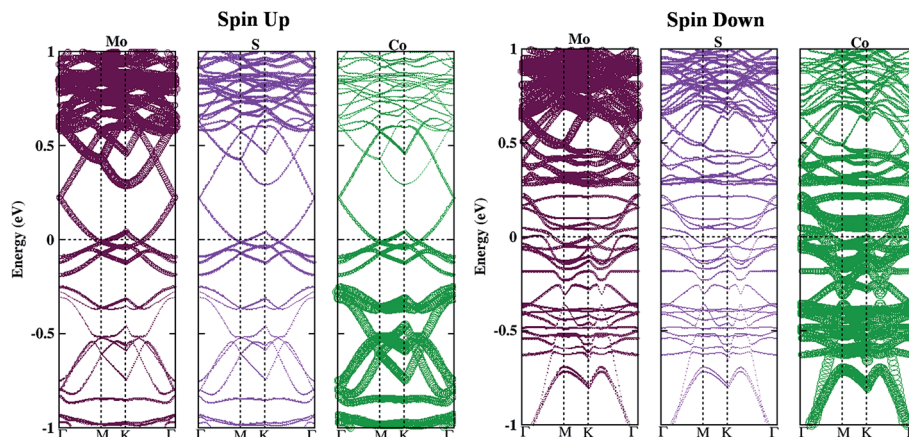 Spin Up
Spin Down
Mo
S
Co
Mo
S
Co
Energy (eV)
1
0.5
0
-0.5
-1
Γ M K Γ
Γ M K Γ
Γ M K Γ
Energy (eV)
1
0.5
0
-0.5
-1
Γ M K Γ
Γ M K Γ
Γ M K Γ